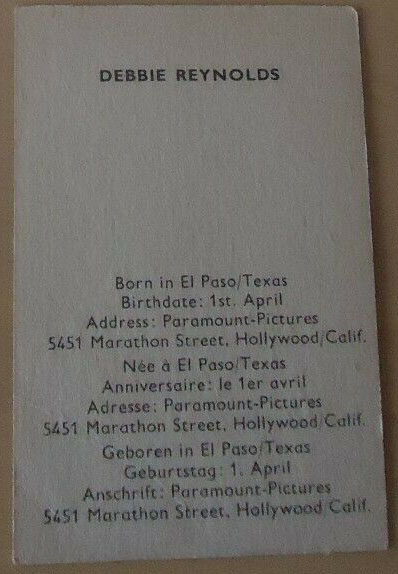 DEBBIE REYNOLDS
Born in El Paso/Texas
Birthdate: 1st. April
Address: Paramount-Pictures
5451 Marathon Street, Hollywood/Calif.
Née à El Paso/Texas
Anniversaire: le 1er avril
Adresse: Paramount-Pictures
5451 Marathon Street, Hollywood/Calif.
Geboren in El Paso/Texas
Geburtstag: 1. April
Anschrift: Paramount-Pictures
5451 Marathon Street, Hollywood/Calif.